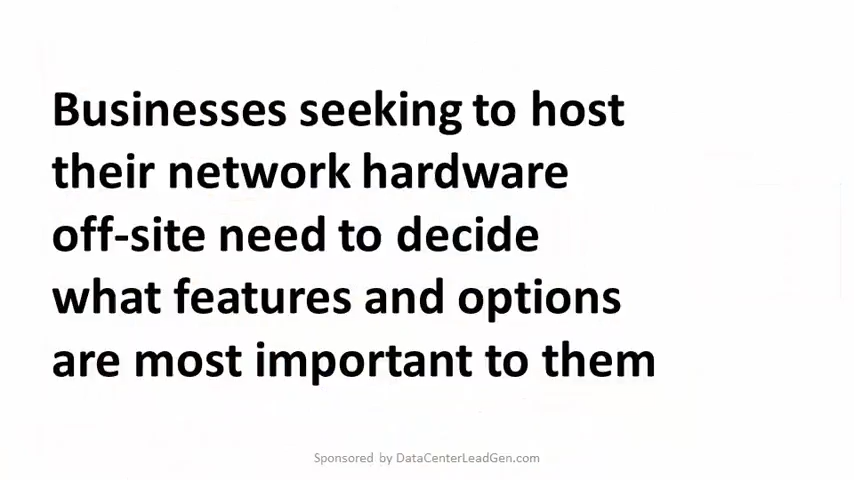 Businesses seeking to host
their network hardware
off-site need to decide
what features and options
are most important to them
Sponsored by DataCenterLeadGen.com